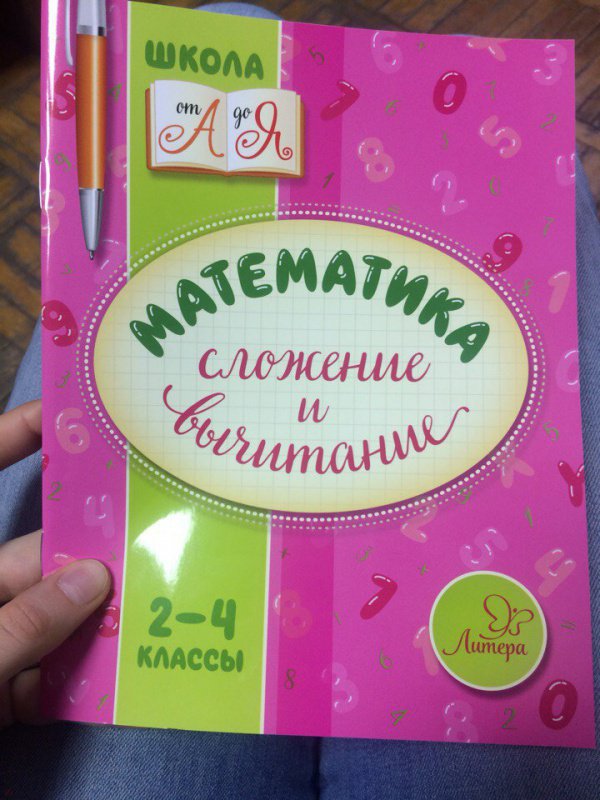 ШКОЛА
от А до Я
МАТЕМАТИКА
сложение
и
вычитание
2–4
КЛАССЫ
Литера